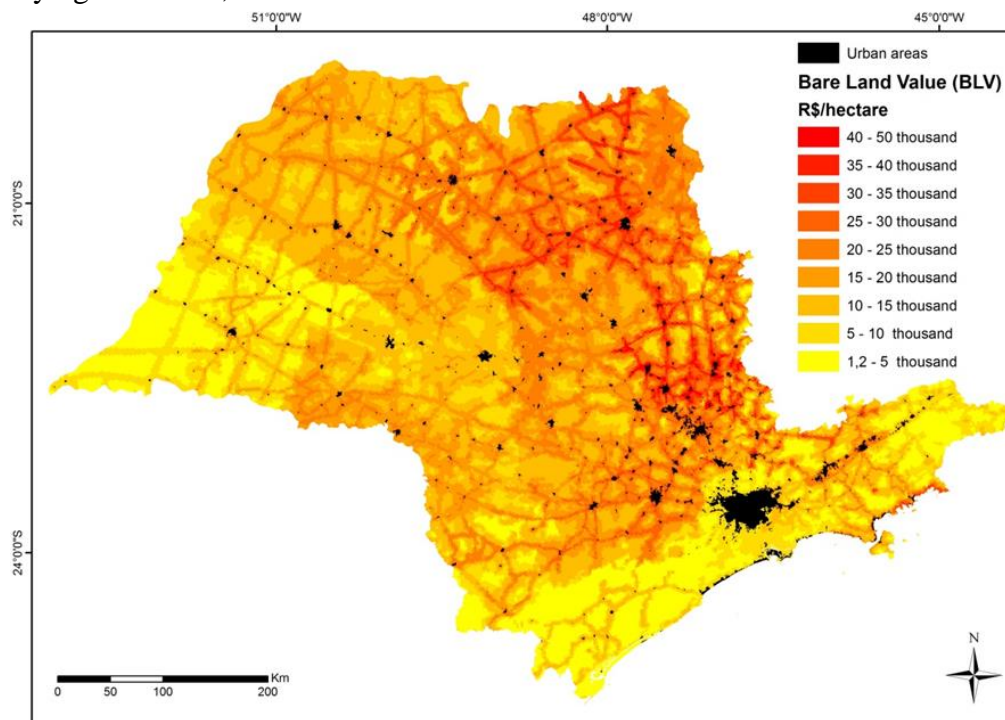 51°0'0"W
48°0'0"W
45°0'0"W
Urban areas
Bare Land Value (BLV)
R$/hectare
40 - 50 thousand
35 - 40 thousand
30 - 35 thousand
25 - 30 thousand
20 - 25 thousand
15 - 20 thousand
10 - 15 thousand
5 - 10 thousand
1,2 - 5 thousand
21°0'0"S
24°0'0"S
N
Km
0 50 100 200